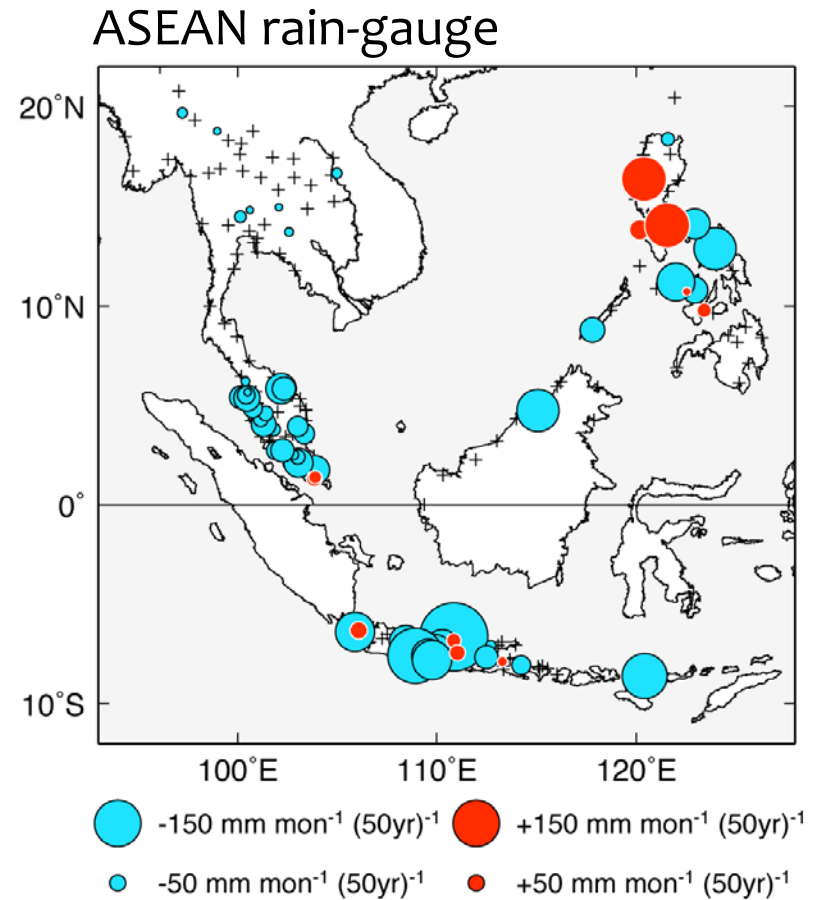 ASEAN rain-gauge
20°N
10°N
0°
10°S
100°E 110°E 120°E
-150 mm mon⁻¹ (50yr)⁻¹ +150 mm mon⁻¹ (50yr)⁻¹
-50 mm mon⁻¹ (50yr)⁻¹ +50 mm mon⁻¹ (50yr)⁻¹